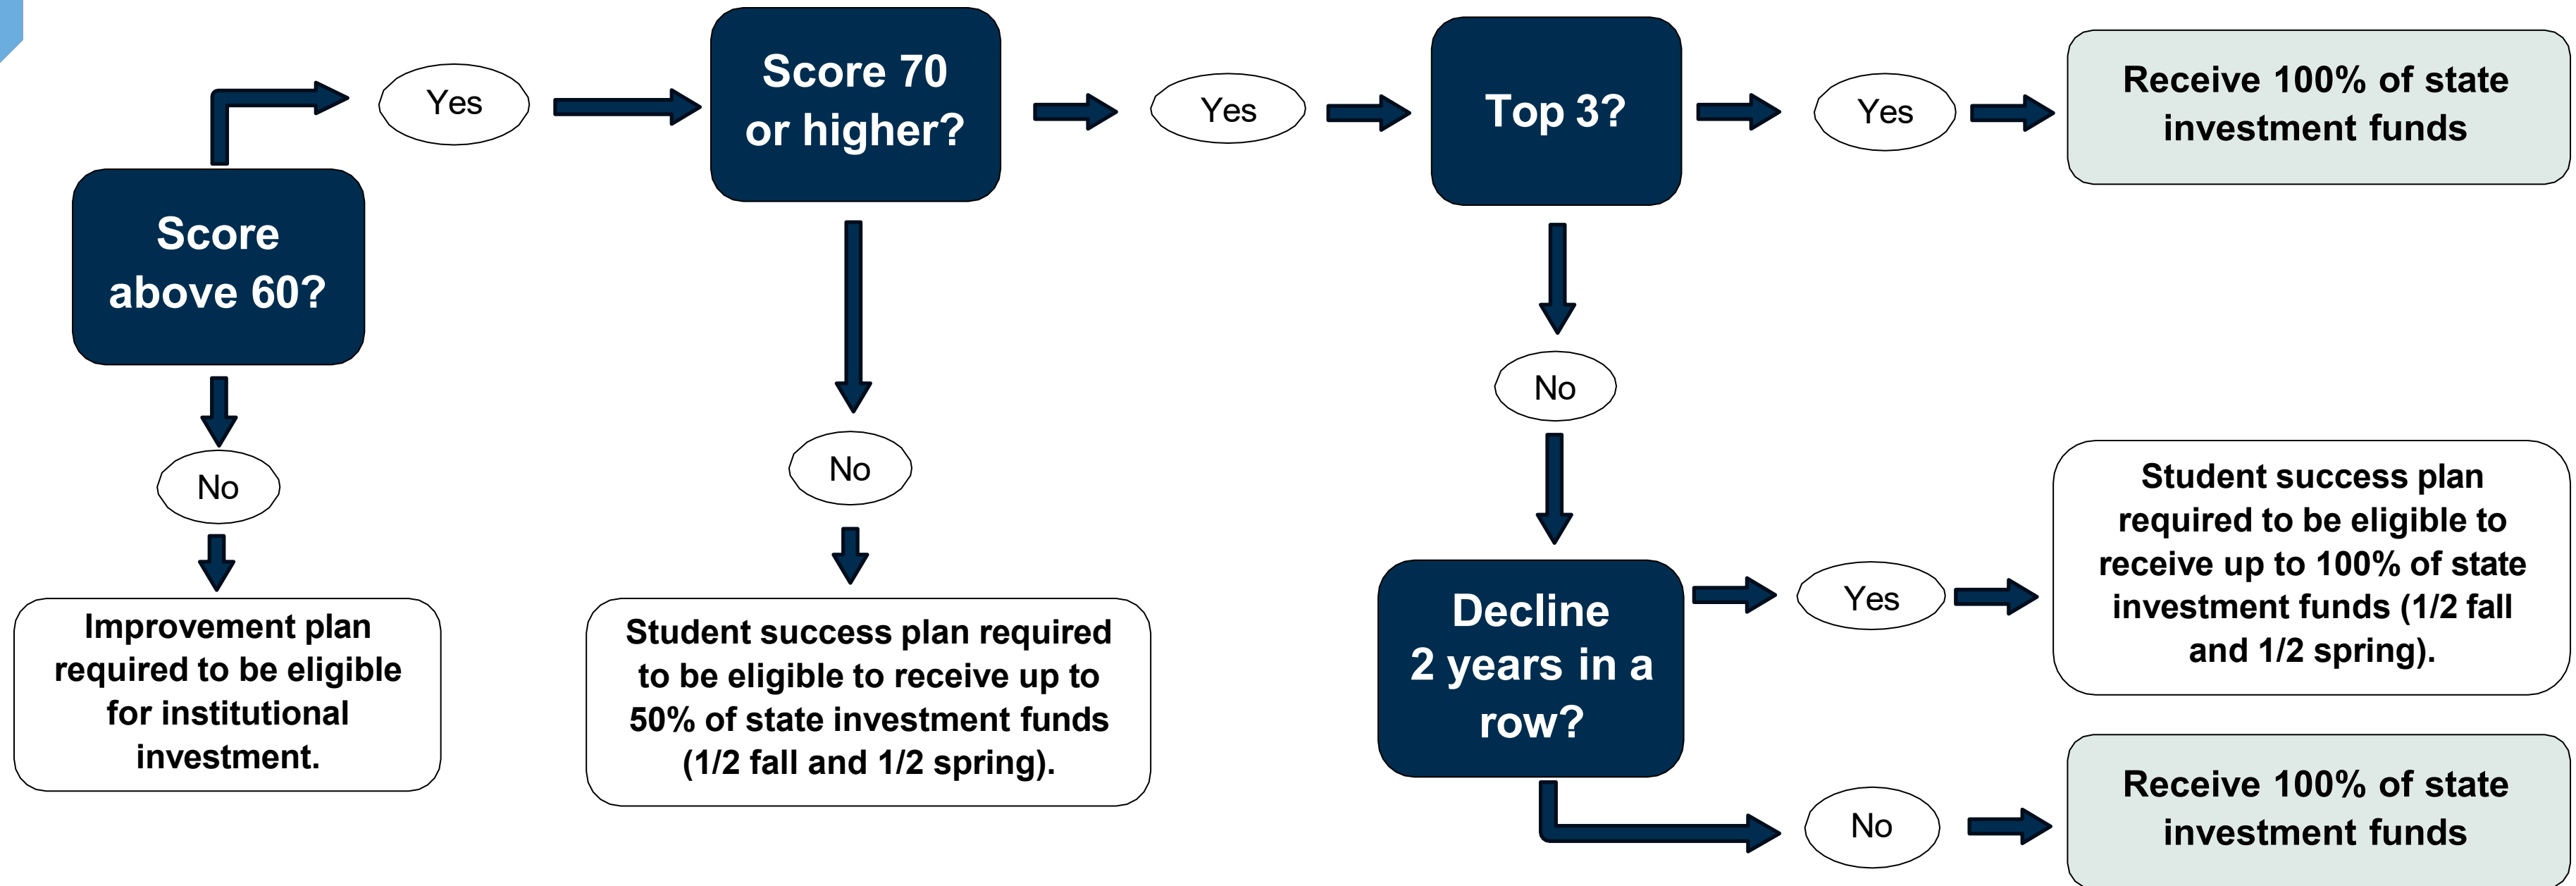 Score
above 60?
Yes
Score 70
or higher?
Yes
Top 3?
Yes
Receive 100% of state
investment funds
No
Improvement plan
required to be eligible
for institutional
investment.
No
Student success plan required
to be eligible to receive up to
50% of state investment funds
(1/2 fall and 1/2 spring).
No
Decline
2 years in a
row?
Yes
Student success plan
required to be eligible to
receive up to 100% of state
investment funds (1/2 fall
and 1/2 spring).
No
Receive 100% of state
investment funds